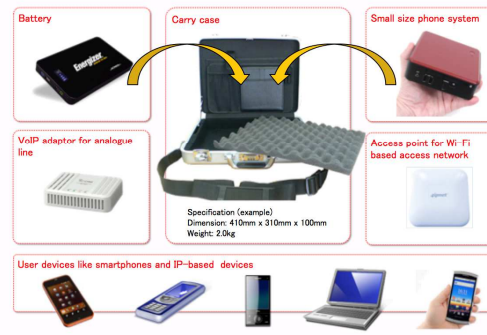 Battery
Carry case
Small size phone system
Energizer
VoIP adaptor for analogue
line
Access point for Wi-Fi
based access network
Specification (example)
Dimension: 410mm x 310mm x 100mm
Weight: 2.0kg
User devices like smartphones and IP-based devices